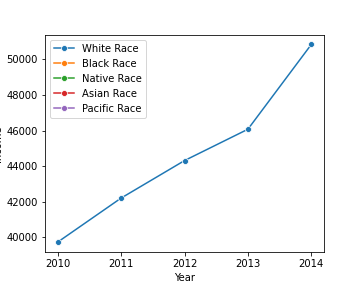 50000
48000
46000
44000
42000
40000
White Race
Black Race
Native Race
Asian Race
Pacific Race
2010 2011 2012 2013 2014
Year